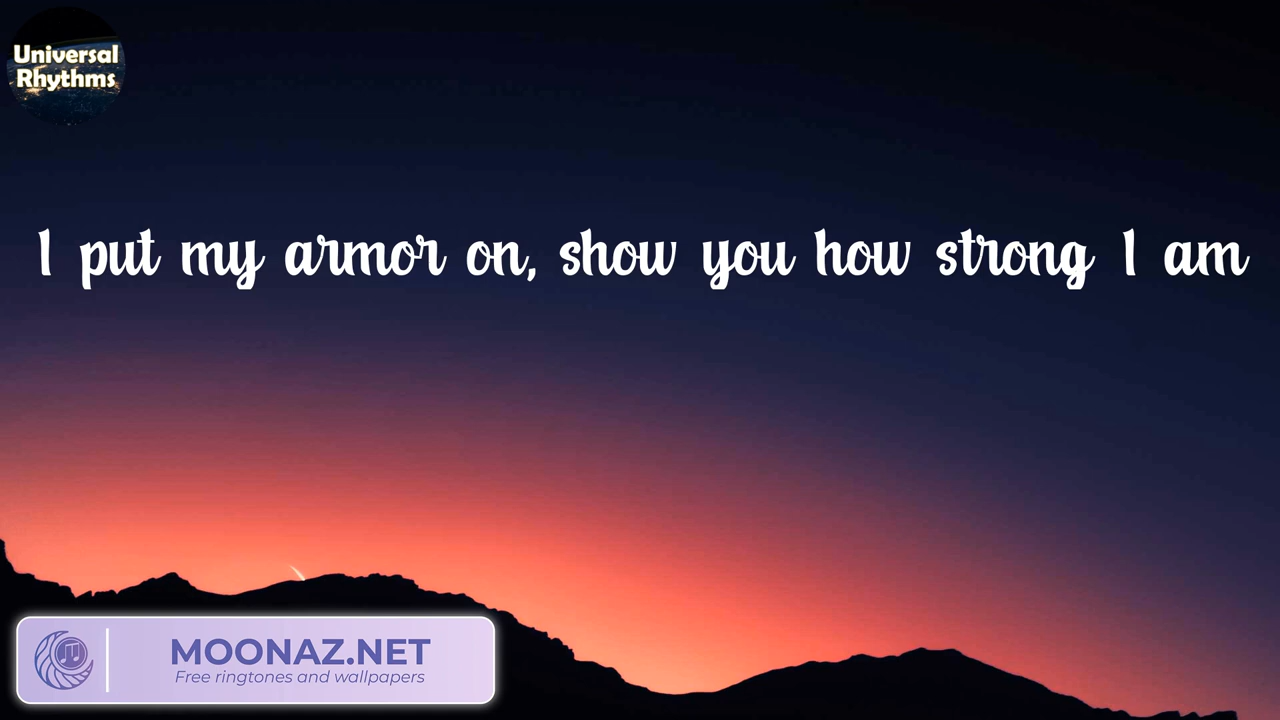 Universal
Rhythms
I put my armor on, show you how strong I am
MOONAZ.NET
Free ringtones and wallpapers